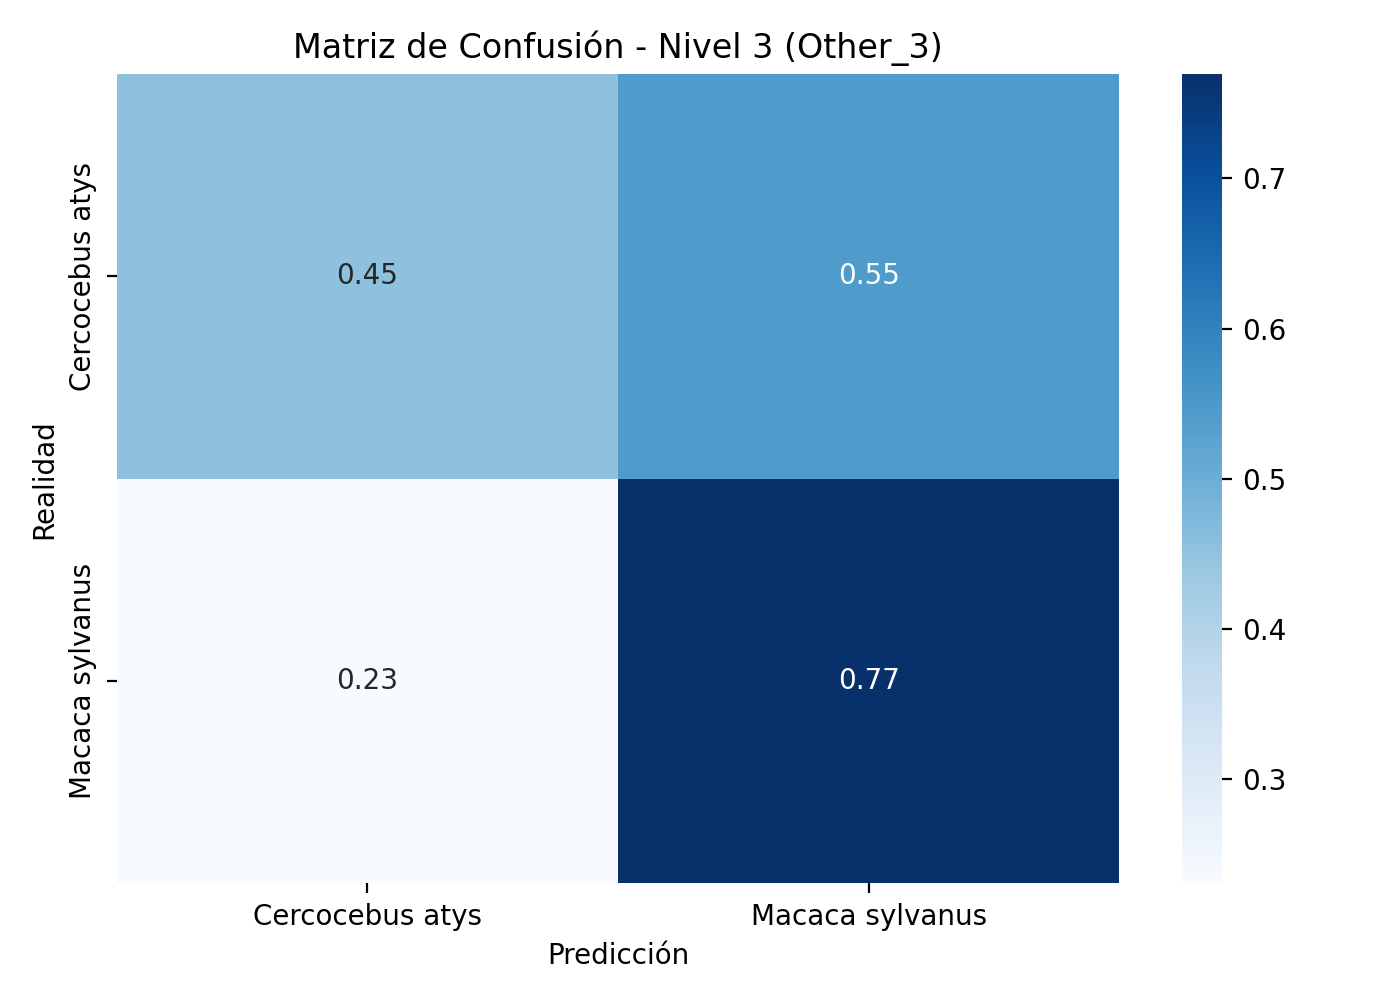 Matriz de Confusión - Nivel 3 (Other_3)
Realidad
Cercocebus atys
0.45
0.55
Macaca sylvanus
0.23
0.77
Cercocebus atys
Macaca sylvanus
Predicción
0.7
0.6
0.5
0.4
0.3